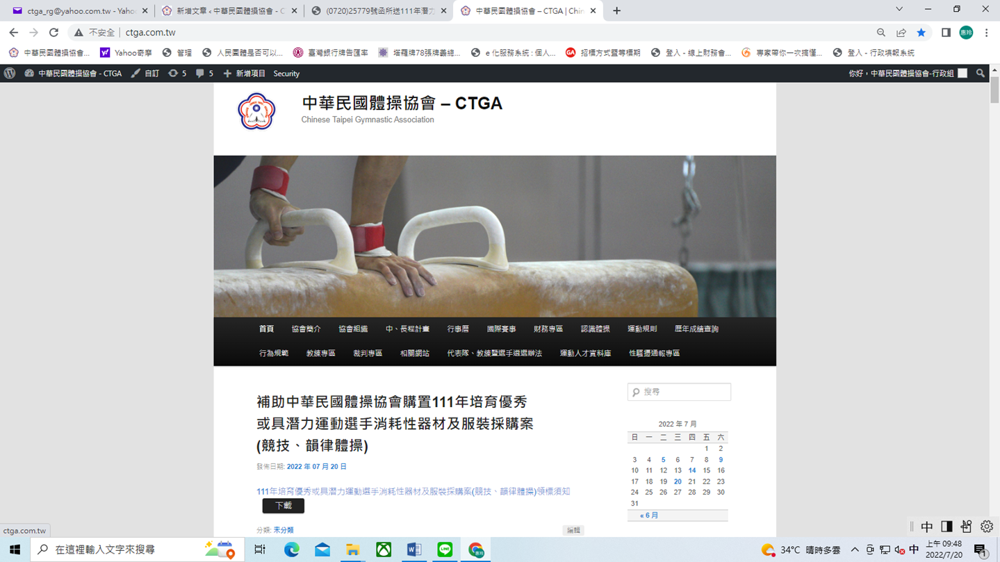 ctga_rg@yahoo.com.tw - Yaho
新增文章 ‹ 中華民國體操協會 - C
(0720)25779號函所送111年潛力
中華民國體操協會 – CTGA | Chin
不安全 ctga.com.tw
惠玲
中華民國體操協會...
Yahoo奇摩
管理
人民團體是否可以...
臺灣銀行牌告匯率
塔羅牌78張牌義總...
e 化服務系統 : 個人...
招標方式暨等標期
登入 - 線上財務會...
專家帶你一次搞懂...
登入 - 行政填報系統
中華民國體操協會 - CTGA 自訂 5 5 新增項目 Security
你好，中華民國體操協會-行政組
中華民國體操協會 – CTGA
Chinese Taipei Gymnastic Association
首頁 協會簡介 協會組織 中、長程計畫 行事曆 國際賽事 財務專區 認識體操 運動規則 歷年成績查詢
行為規範 教練專區 裁判專區 相關網站 代表隊、教練暨選手遴選辦法 運動人才資料庫 性騷擾通報專區
補助中華民國體操協會購置111年培育優秀
或具潛力運動選手消耗性器材及服裝採購案
(競技、韻律體操)
發佈日期: 2022 年 07 月 20 日
111年培育優秀或具潛力運動選手消耗性器材及服裝採購案(競技、韻律體操)領標須知
下載
分類: 未分類
編輯
搜尋
2022 年 7 月
日 一 二 三 四 五 六
1 2
3 4 5 6 7 8 9
10 11 12 13 14 15 16
17 18 19 20 21 22 23
24 25 26 27 28 29 30
31
« 6 月
ctga.com.tw
中
在這裡輸入文字來搜尋
34°C 晴時多雲
中
上午 09:48
2022/7/20
1